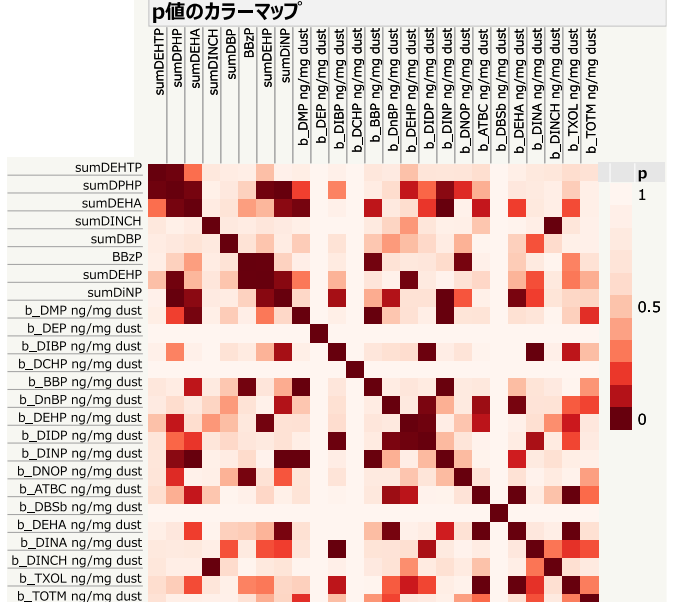 p値のカラーマップ
sumDEHTP
sumDPHP
sumDEHA
sumDINCH
sumDBP
BBzP
sumDEHP
sumDiNP
b_DMP ng/mg dust
b_DEP ng/mg dust
b_DIBP ng/mg dust
b_DCHP ng/mg dust
b_BBP ng/mg dust
b_DnBP ng/mg dust
b_DEHP ng/mg dust
b_DIDP ng/mg dust
b_DINP ng/mg dust
b_DNOP ng/mg dust
b_ATBC ng/mg dust
b_DBSb ng/mg dust
b_DEHA ng/mg dust
b_DINA ng/mg dust
b_DINCH ng/mg dust
b_TXOL ng/mg dust
b_TOTM ng/mg dust
sumDEHTP
sumDPHP
sumDEHA
sumDINCH
sumDBP
BBzP
sumDEHP
sumDiNP
b_DMP ng/mg dust
b_DEP ng/mg dust
b_DIBP ng/mg dust
b_DCHP ng/mg dust
b_BBP ng/mg dust
b_DnBP ng/mg dust
b_DEHP ng/mg dust
b_DIDP ng/mg dust
b_DINP ng/mg dust
b_DNOP ng/mg dust
b_ATBC ng/mg dust
b_DBSb ng/mg dust
b_DEHA ng/mg dust
b_DINA ng/mg dust
b_DINCH ng/mg dust
b_TXOL ng/mg dust
b_TOTM ng/mg dust
p
1
0.5
0